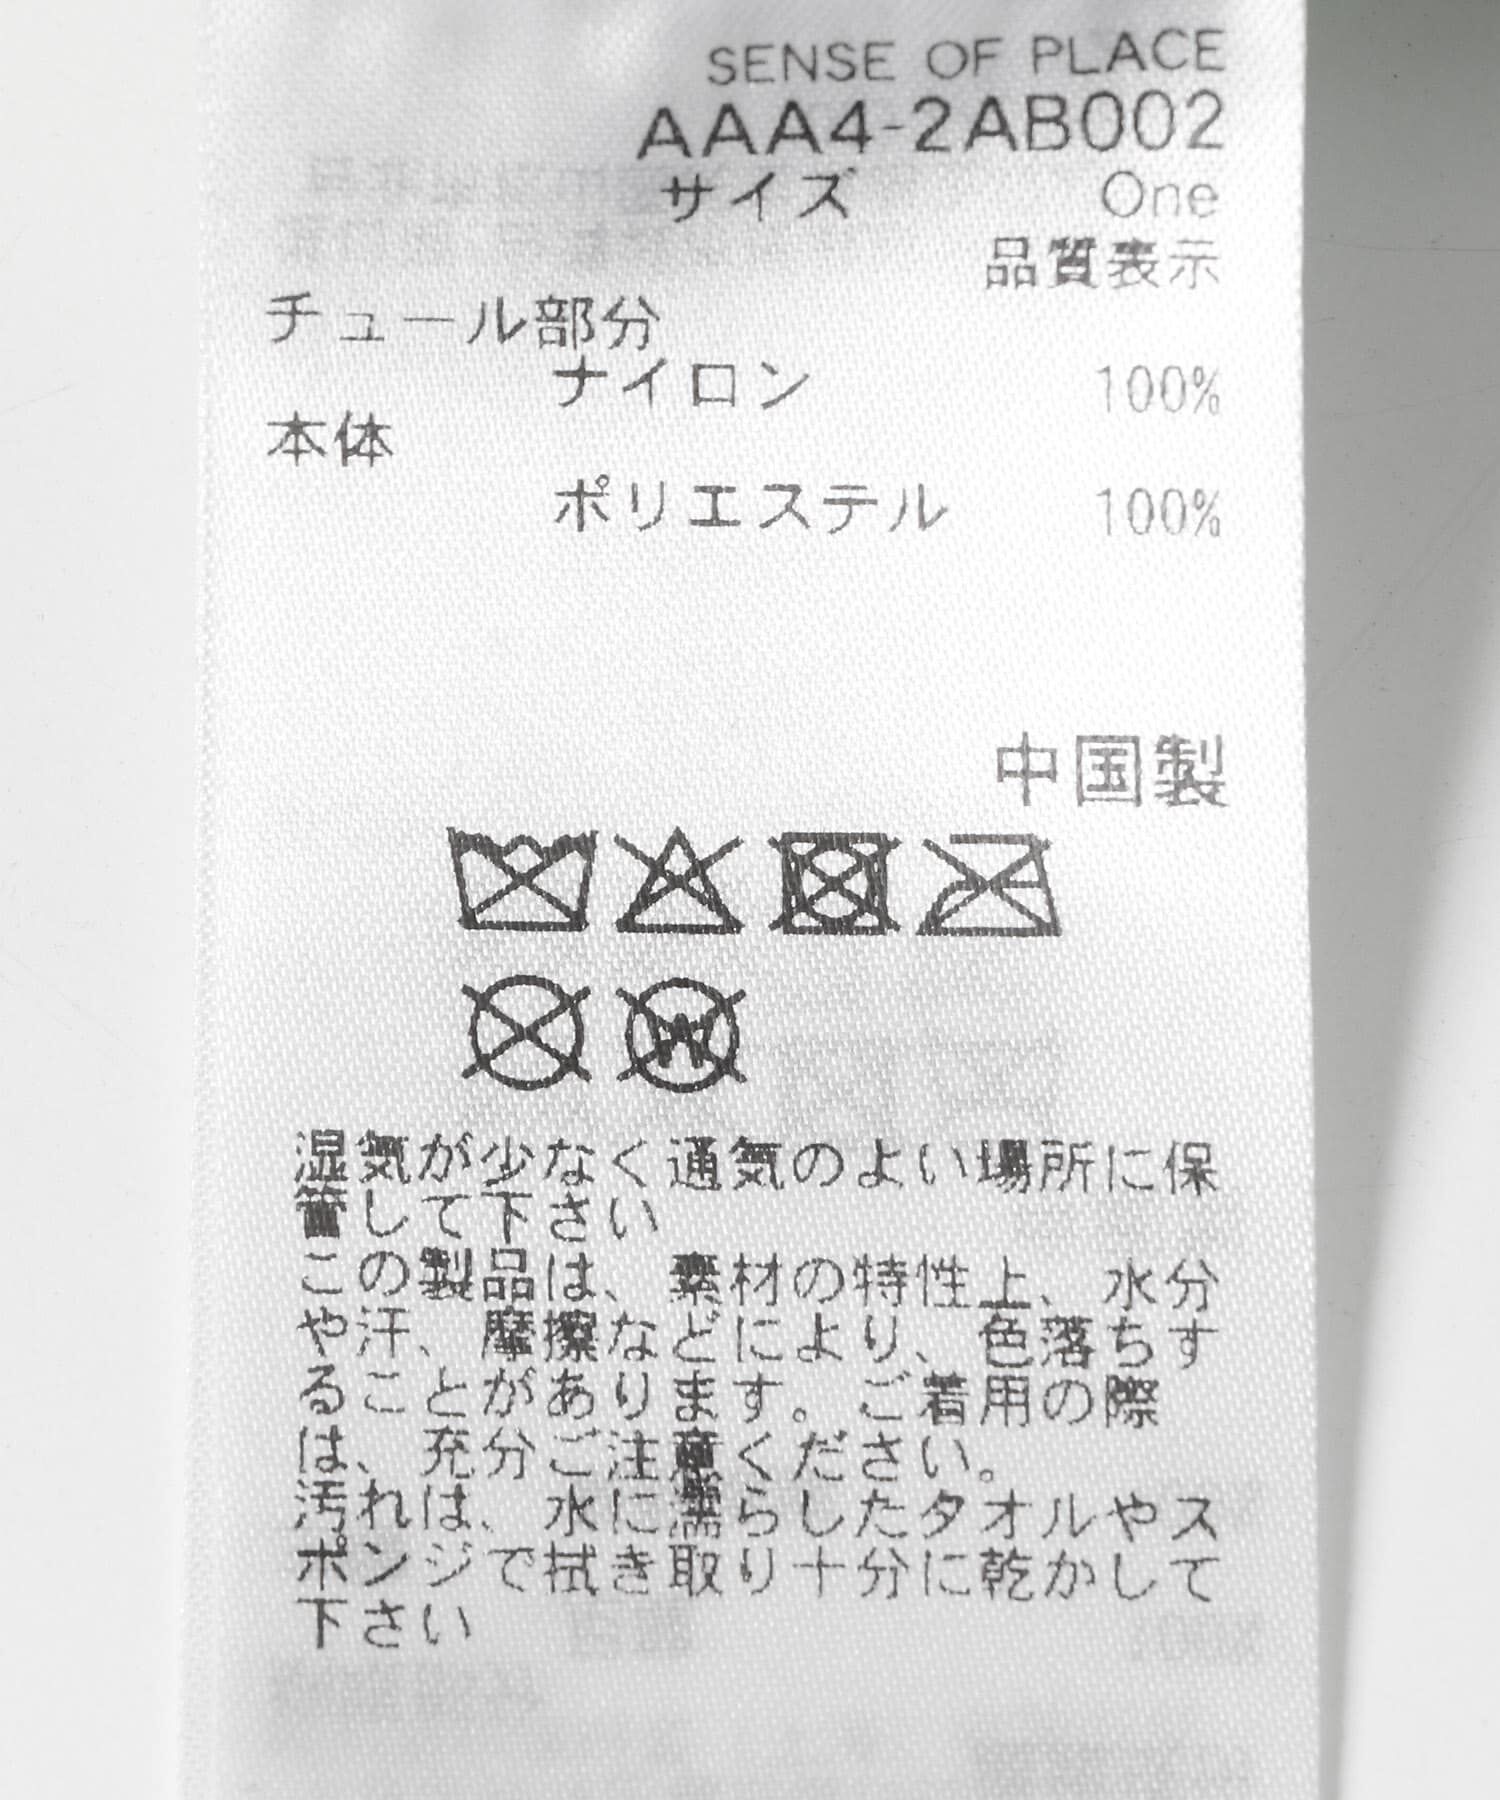 SENSE OF PLACE
AAA4-2AB002
サイズ One
品質表示
チュール部分
ナイロン 100%
本体
ポリエステル 100%
中国製
湿気が少なく通気のよい場所に保
管して下さい
この製品は、素材の特性上、水分
や汗、摩擦などにより、色落ちす
ることがあります。ご着用の際
は、充分ご注意ください。
汚れは、水に濡らしたタオルやス
ポンジで拭き取り十分に乾かして
下さい